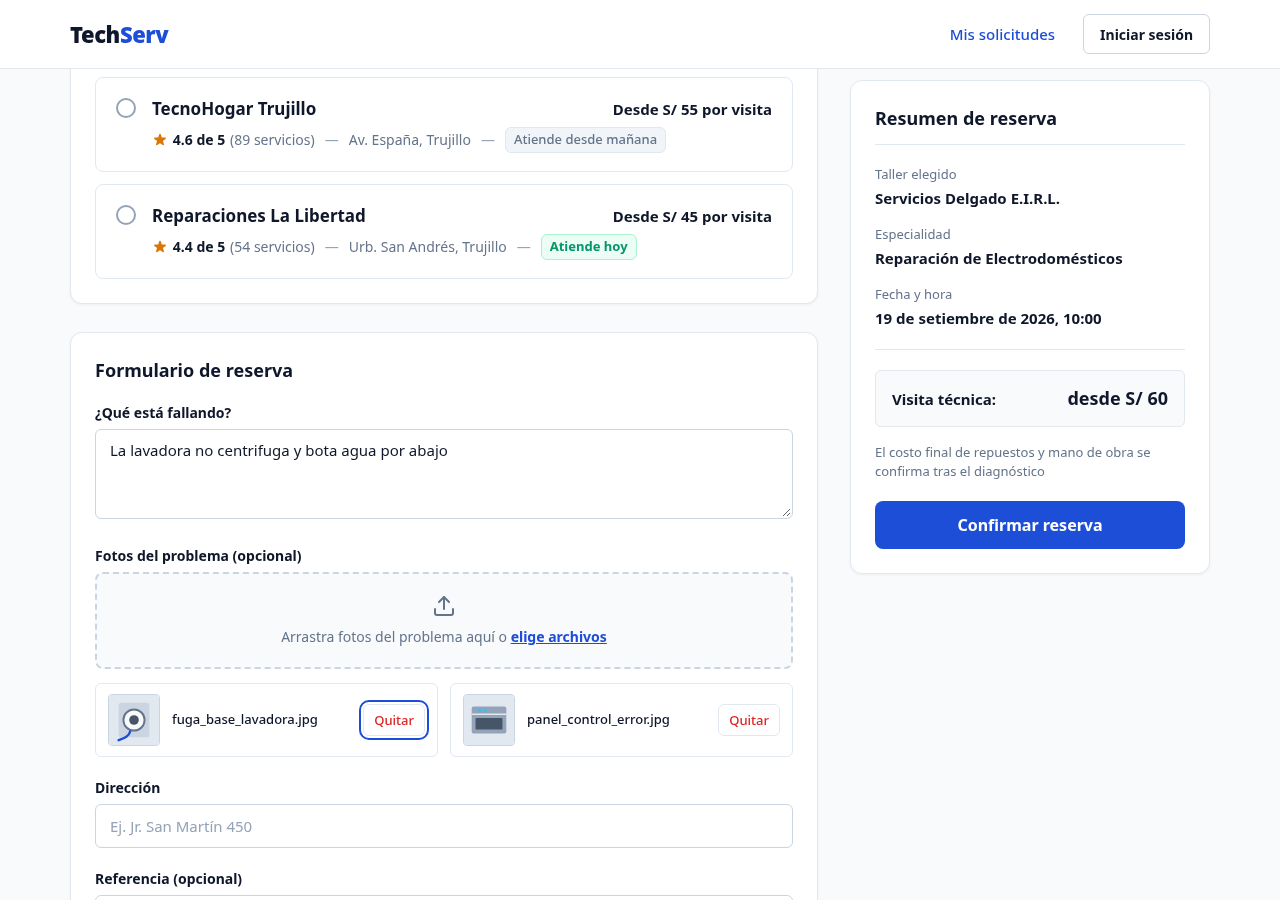 TechServ
Mis solicitudes
Iniciar sesión
TecnoHogar Trujillo
Desde S/ 55 por visita
4.6 de 5 (89 servicios) — Av. España, Trujillo — Atiende desde mañana
Reparaciones La Libertad
Desde S/ 45 por visita
4.4 de 5 (54 servicios) — Urb. San Andrés, Trujillo — Atiende hoy
Formulario de reserva
¿Qué está fallando?
La lavadora no centrifuga y bota agua por abajo
Fotos del problema (opcional)
Arrastra fotos del problema aquí o elige archivos
fuga_base_lavadora.jpg
Quitar
panel_control_error.jpg
Quitar
Dirección
Ej. Jr. San Martín 450
Referencia (opcional)
Resumen de reserva
Taller elegido
Servicios Delgado E.I.R.L.
Especialidad
Reparación de Electrodomésticos
Fecha y hora
19 de setiembre de 2026, 10:00
Visita técnica: desde S/ 60
El costo final de repuestos y mano de obra se
confirma tras el diagnóstico
Confirmar reserva